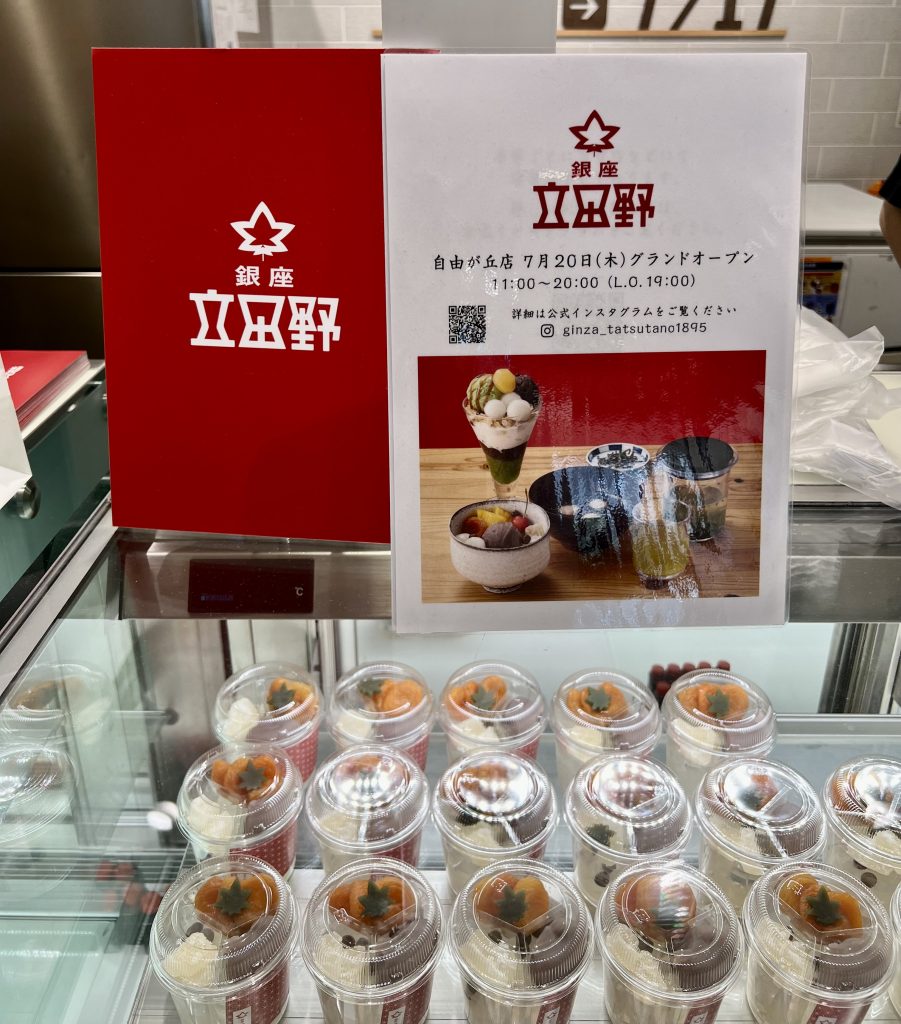 7/17
銀座
立田野
銀座
立田野
自由が丘店 7月20日(木)グランドオープン
11:00～20:00 (L.O.19:00)
詳細は公式インスタグラムをご覧ください
ginza_tatsutano1895
℃